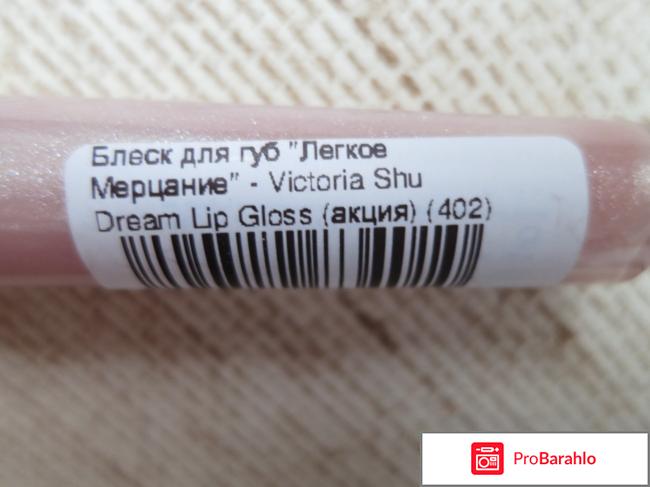 Блеск для губ "Легкое
Мерцание" - Victoria Shu
Dream Lip Gloss (акция) (402)
ProBarahlo